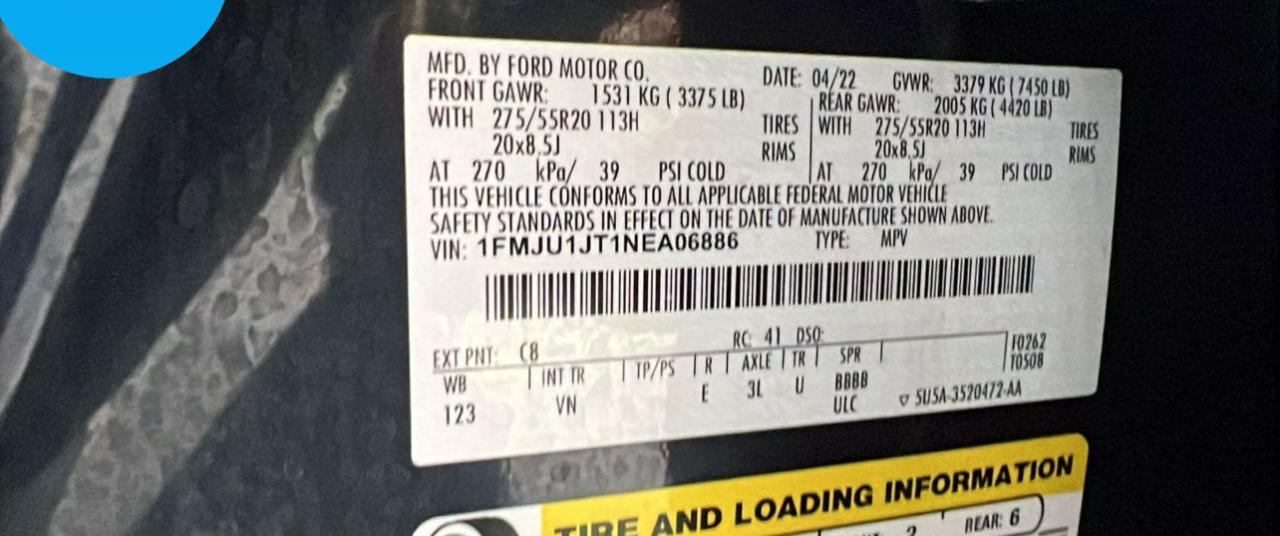 MFD. BY FORD MOTOR CO. DATE: 04/22 GVWR: 3379 KG ( 7450 LB)
FRONT GAWR: 1531 KG ( 3375 LB) REAR GAWR: 2005 KG ( 4420 LB)
WITH 275/55R20 113H TIRES WITH 275/55R20 113H TIRES
20x8.5J RIMS 20x8.5J RIMS
AT 270 kPa/ 39 PSI COLD AT 270 kPa/ 39 PSI COLD
THIS VEHICLE CONFORMS TO ALL APPLICABLE FEDERAL MOTOR VEHICLE
SAFETY STANDARDS IN EFFECT ON THE DATE OF MANUFACTURE SHOWN ABOVE.
VIN: 1FMJU1JT1NEA06886 TYPE: MPV
EXT PNT: C8 RC: 41 DSO: F0262
WB INT TR TP/PS R AXLE TR SPR T0508
123 VN E 3L U BBBB
ULC 5U5A-3520472-AA
TIRE AND LOADING INFORMATION
REAR: 6